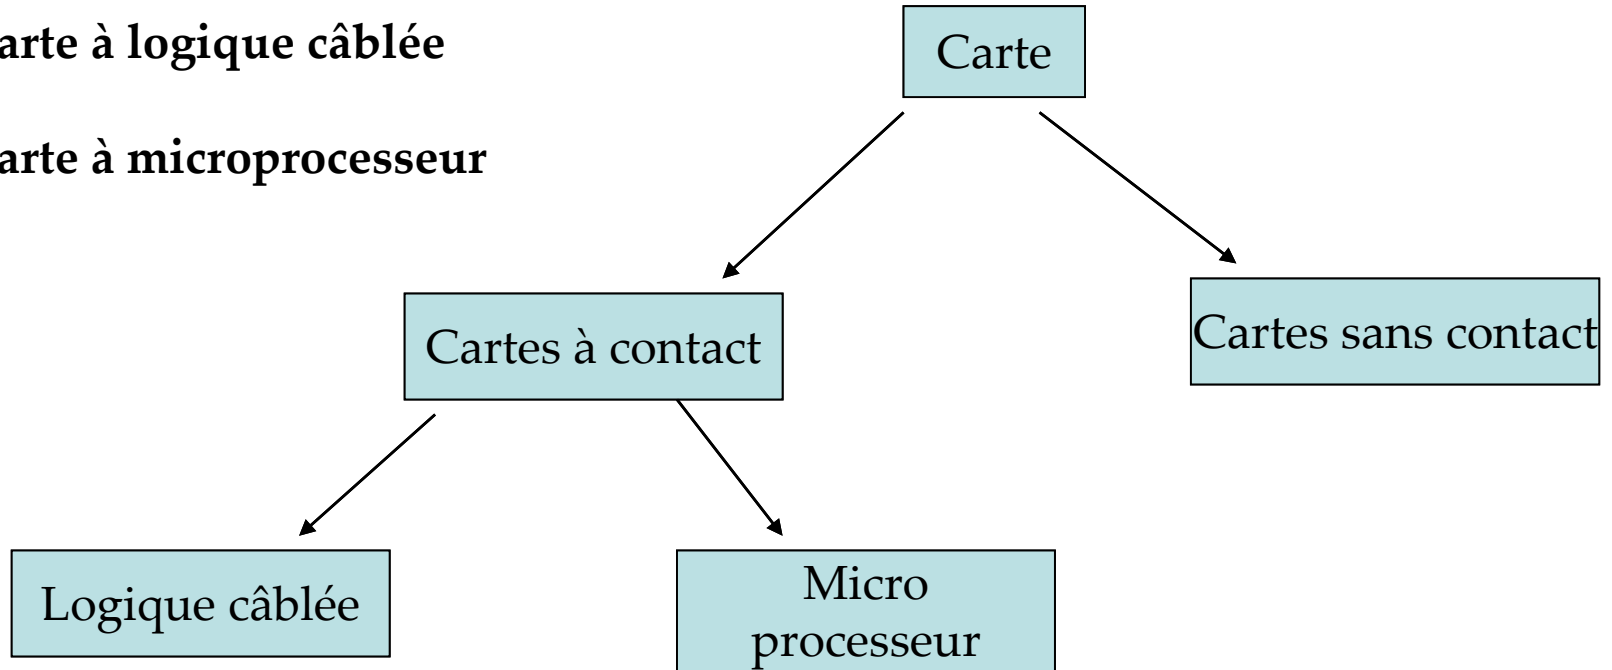 arte à logique câblée
arte à microprocesseur
Carte
Cartes à contact
Cartes sans contact
Logique câblée
Micro
processeur